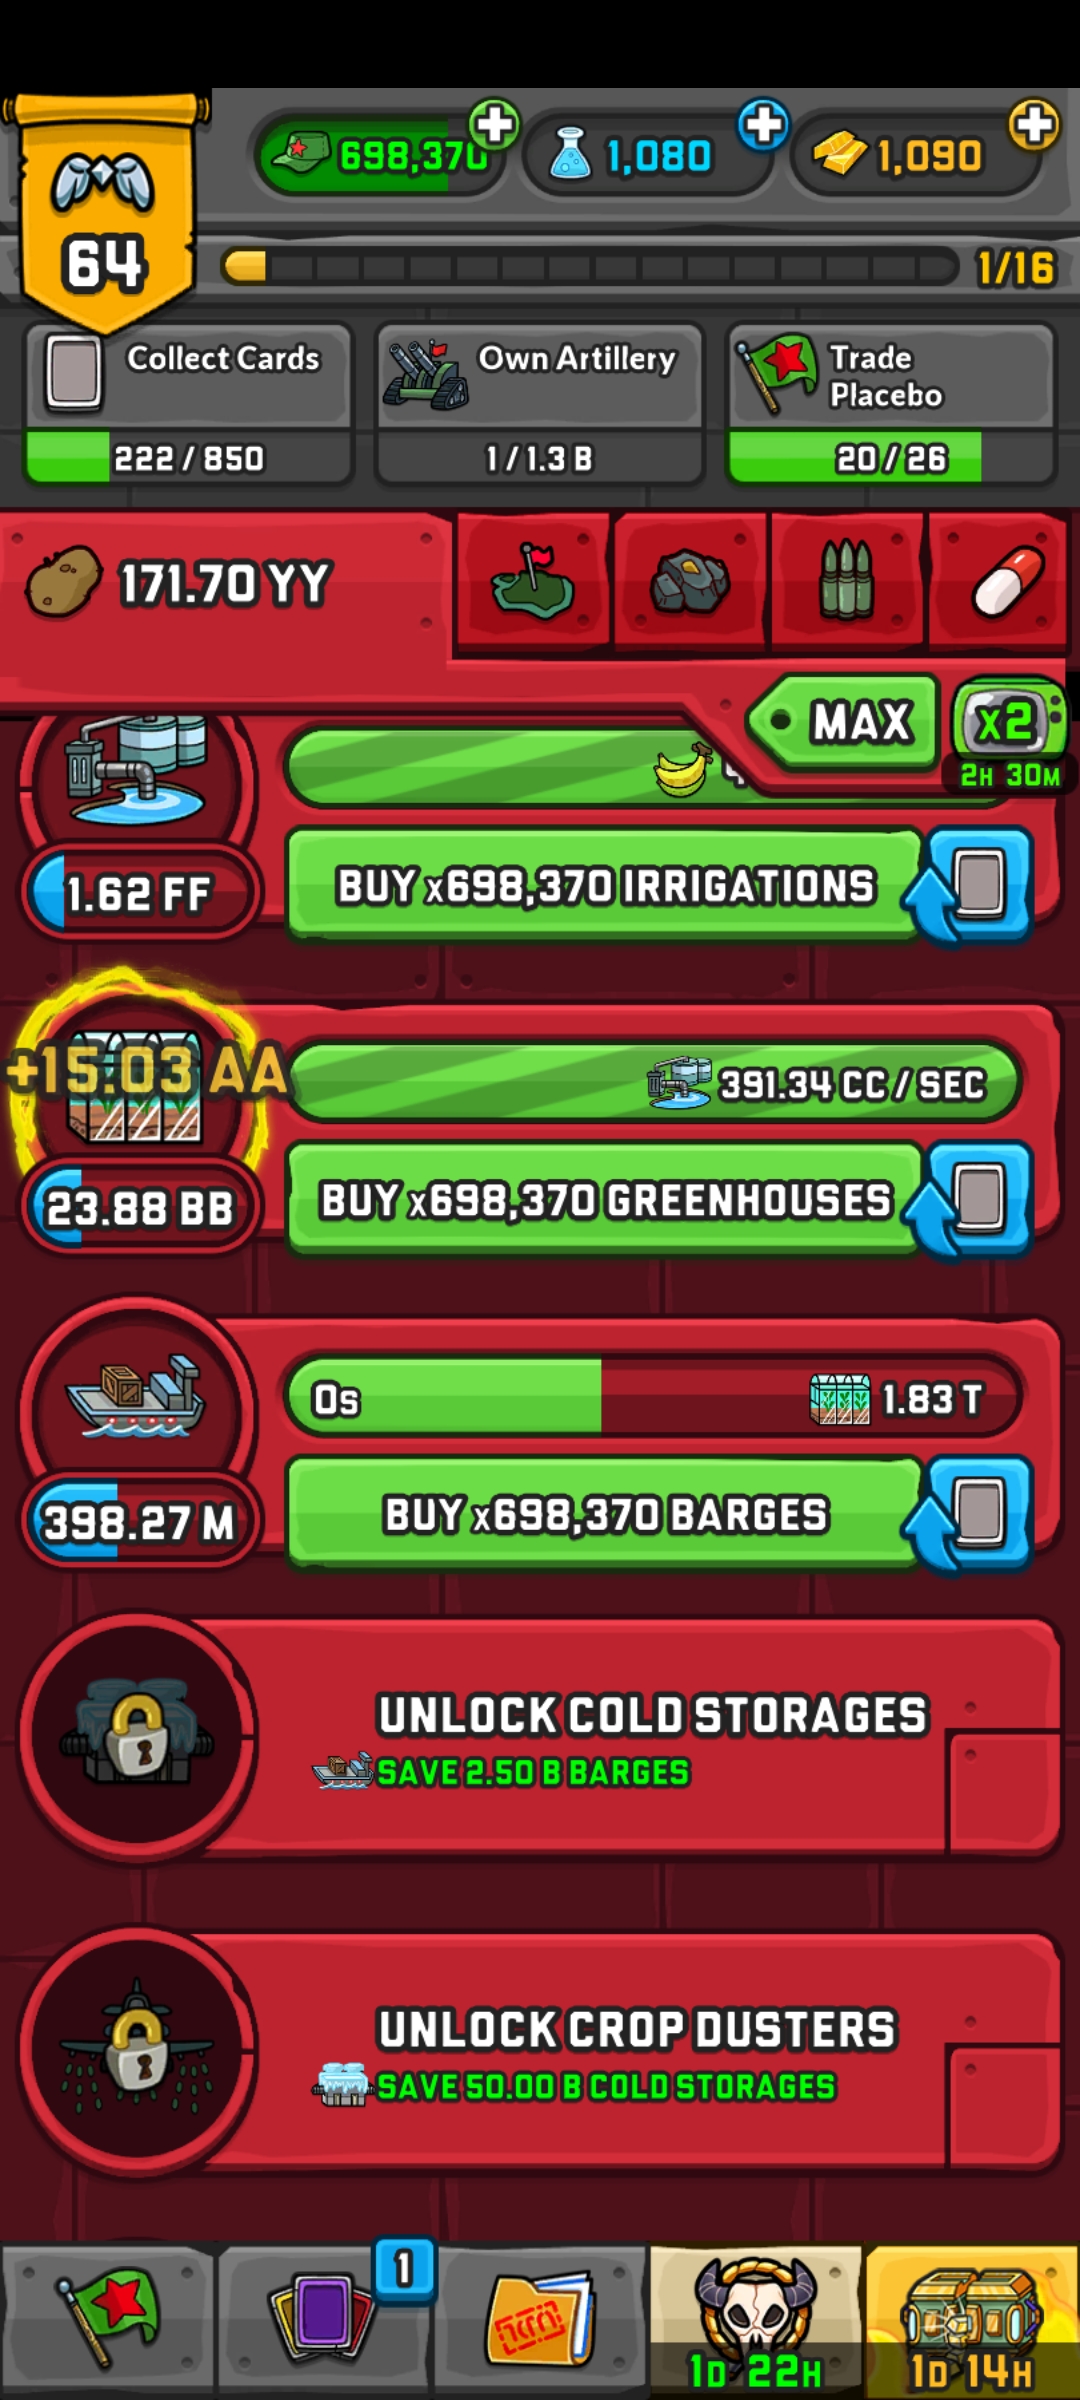 698,370
1,080
1,090
64
1/16
Collect Cards
222 / 850
Own Artillery
1 / 1.3 B
Trade
Placebo
20 / 26
171.70 YY
MAX
x2
2H 30M
1.62 FF
BUY x698,370 IRRIGATIONS
+15.03 AA
391.34 CC / SEC
23.88 BB
BUY x698,370 GREENHOUSES
0s
1.83 T
398.27 M
BUY x698,370 BARGES
UNLOCK COLD STORAGES
SAVE 2.50 B BARGES
UNLOCK CROP DUSTERS
SAVE 50.00 B COLD STORAGES
1
1D 22H
1D 14H